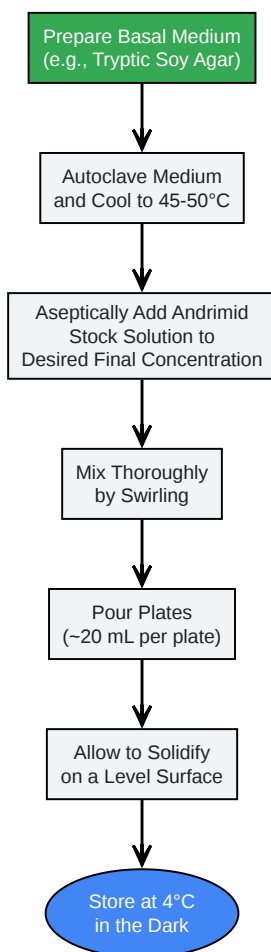 Prepare Basal Medium
(e.g., Tryptic Soy Agar)
Autoclave Medium
and Cool to 45-50°C
Aseptically Add Andrimid
Stock Solution to
Desired Final Concentration
Mix Thoroughly
by Swirling
Pour Plates
(~20 mL per plate)
Allow to Solidify
on a Level Surface
Store at 4°C
in the Dark